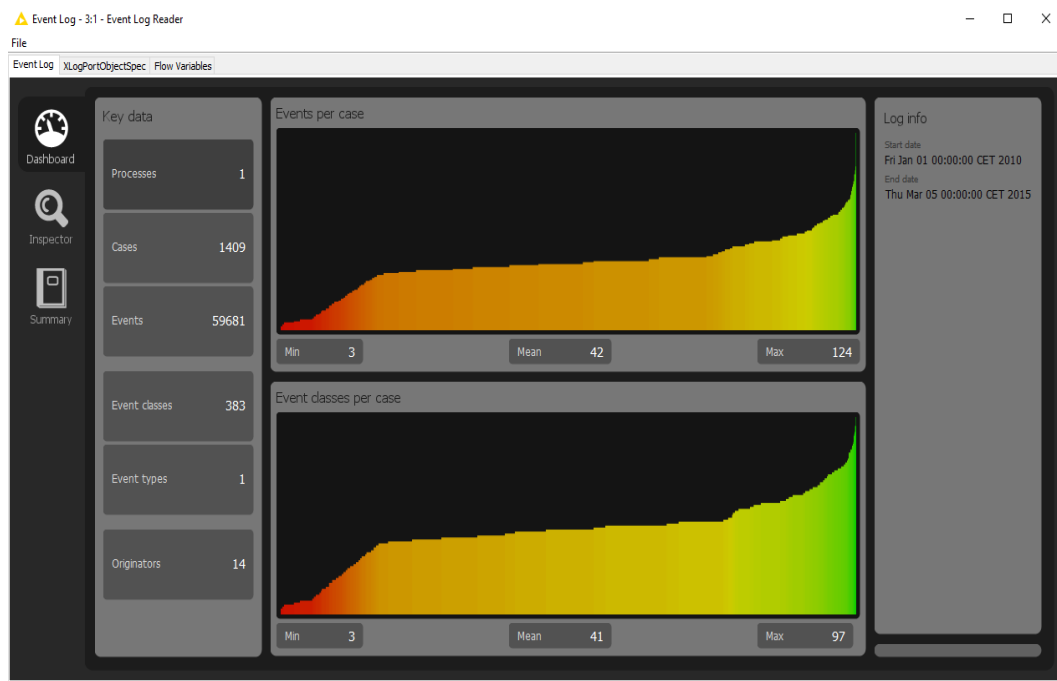 Event Log - 3:1 - Event Log Reader
File
Event Log XLogPortObjectSpec Flow Variables
Dashboard
Inspector
Summary
Key data
Processes 1
Cases 1409
Events 59681
Event classes 383
Event types 1
Originators 14
Events per case
Min 3 Mean 42 Max 124
Event classes per case
Min 3 Mean 41 Max 97
Log info
Start date
Fri Jan 01 00:00:00 CET 2010
End date
Thu Mar 05 00:00:00 CET 2015